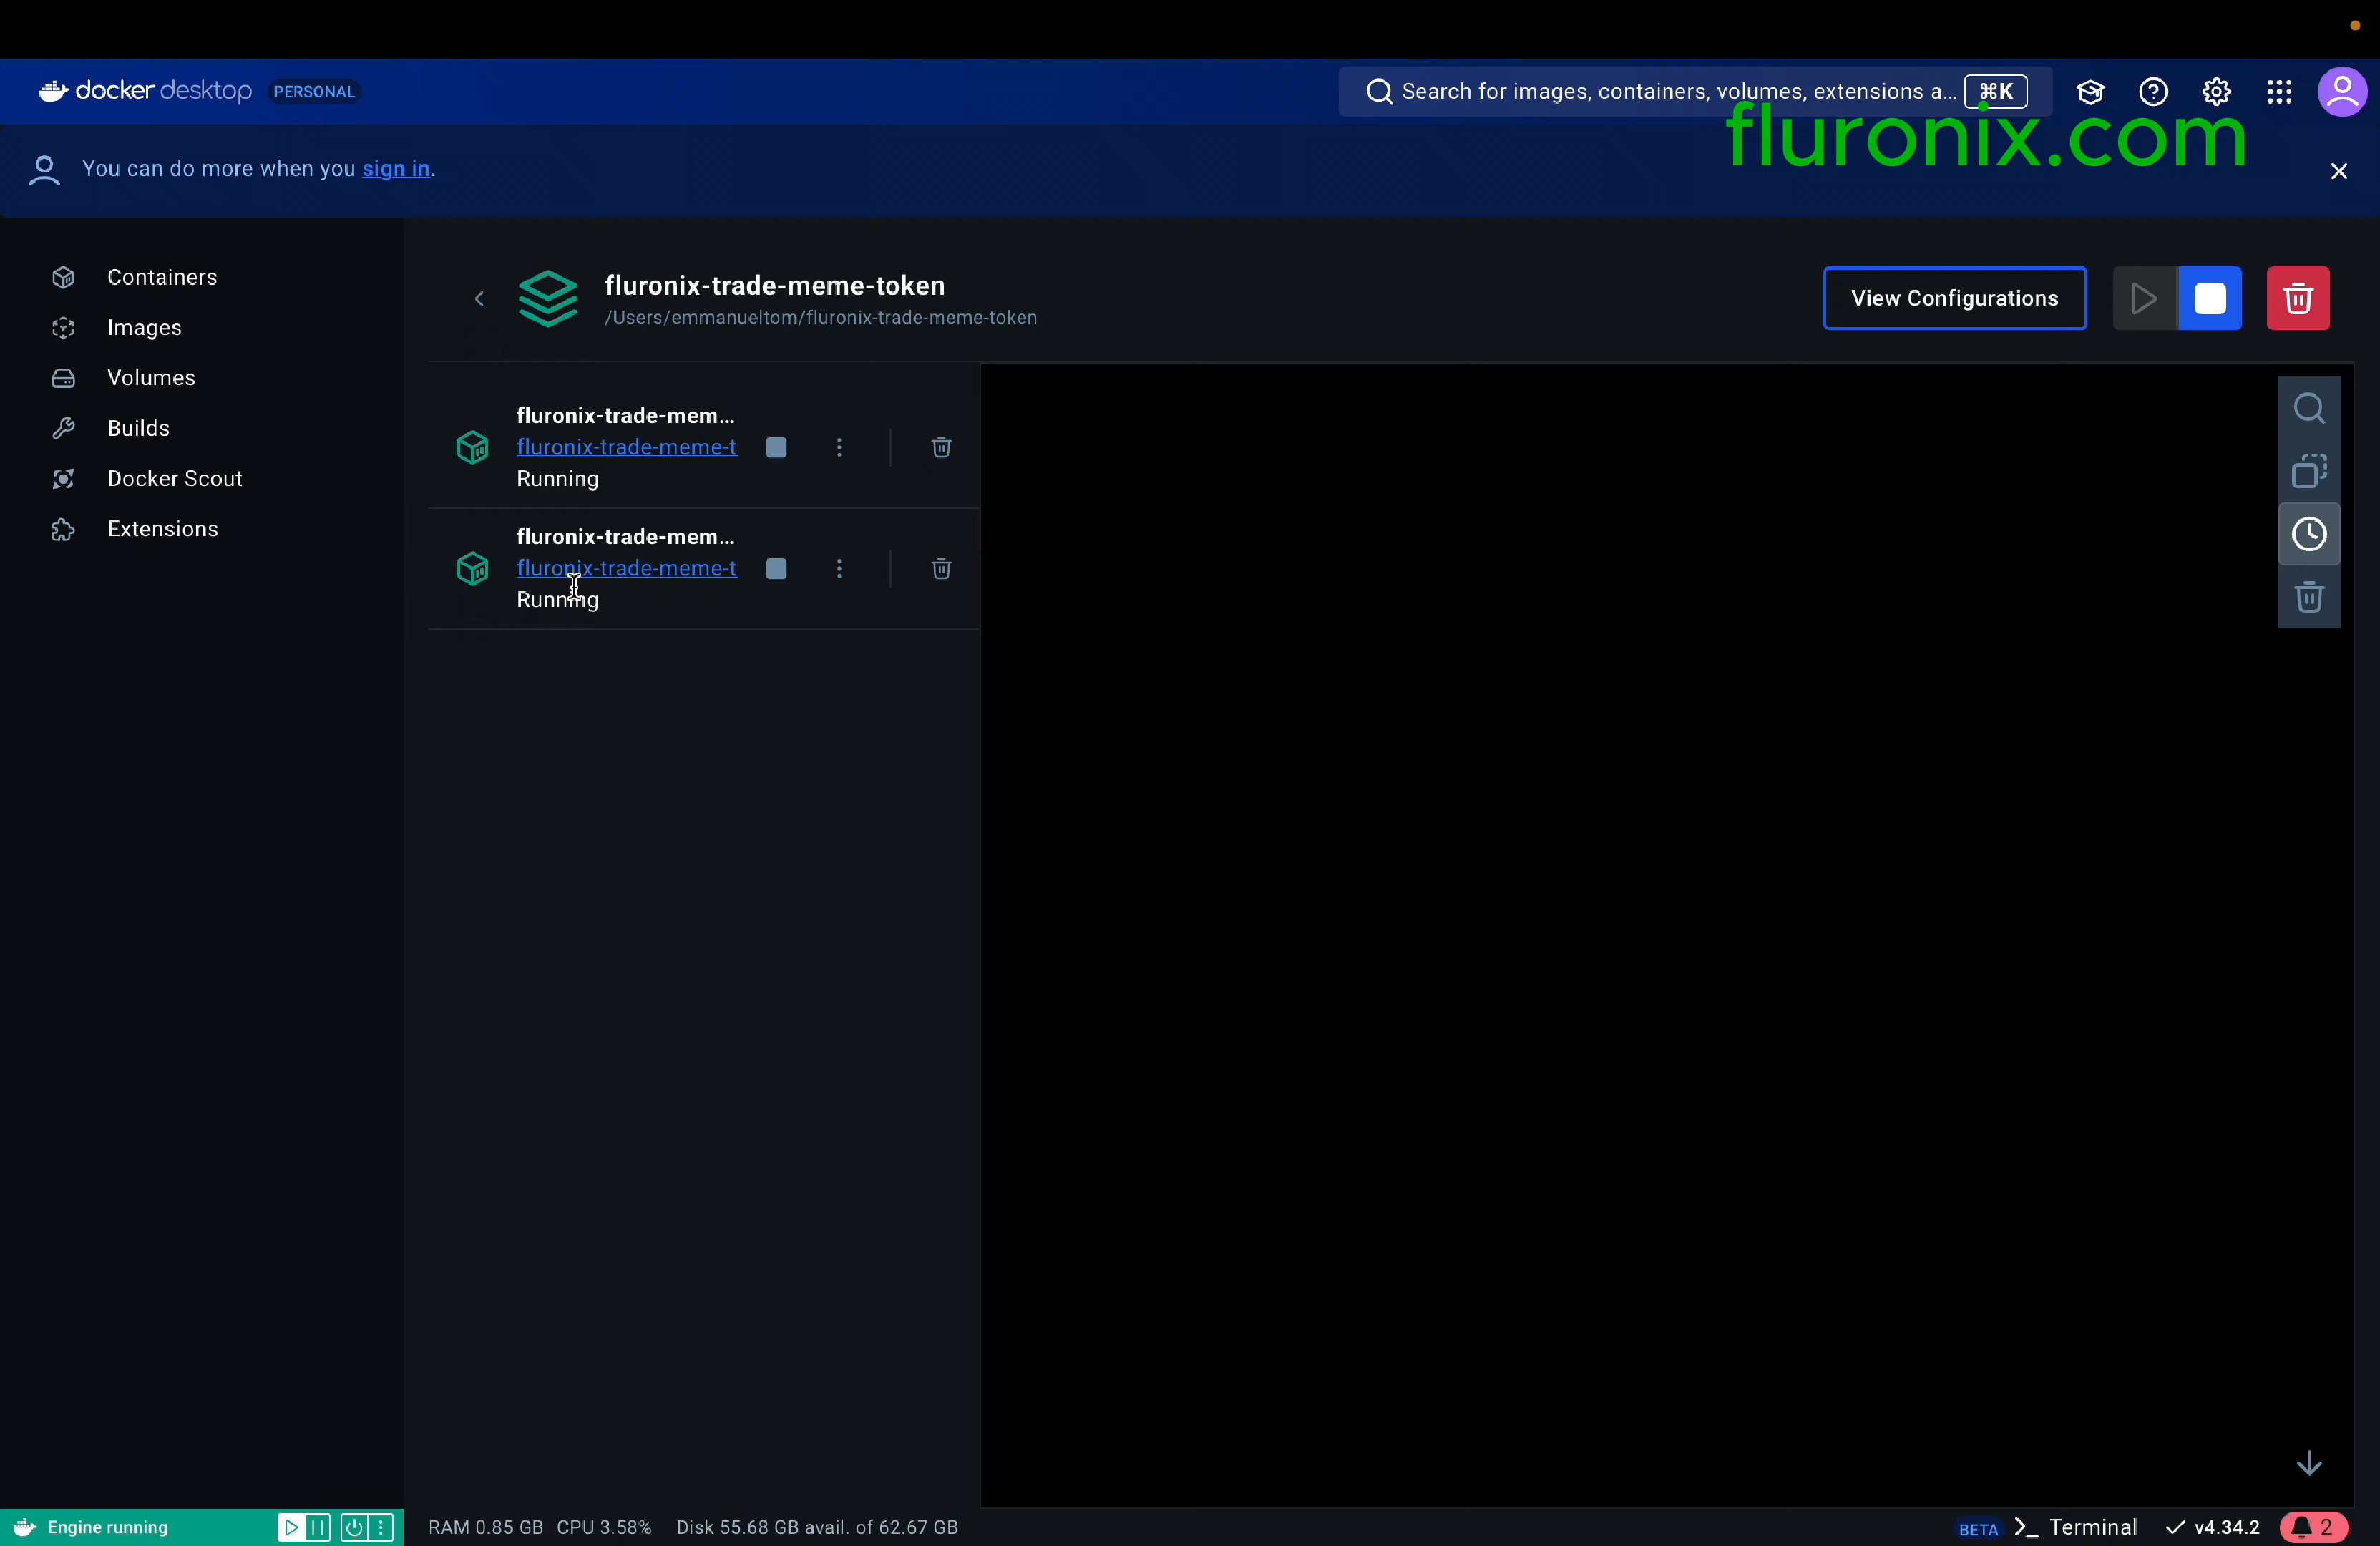 docker desktop PERSONAL
Search for images, containers, volumes, extensions a... ⌘K
fluronix.com
You can do more when you sign in.
Containers
Images
Volumes
Builds
Docker Scout
Extensions
fluronix-trade-meme-token
/Users/emmanueltom/fluronix-trade-meme-token
View Configurations
fluronix-trade-mem...
fluronix-trade-meme-t
Running
fluronix-trade-mem...
fluronix-trade-meme-t
Running
Engine running
RAM 0.85 GB CPU 3.58% Disk 55.68 GB avail. of 62.67 GB
BETA >_ Terminal v4.34.2 2